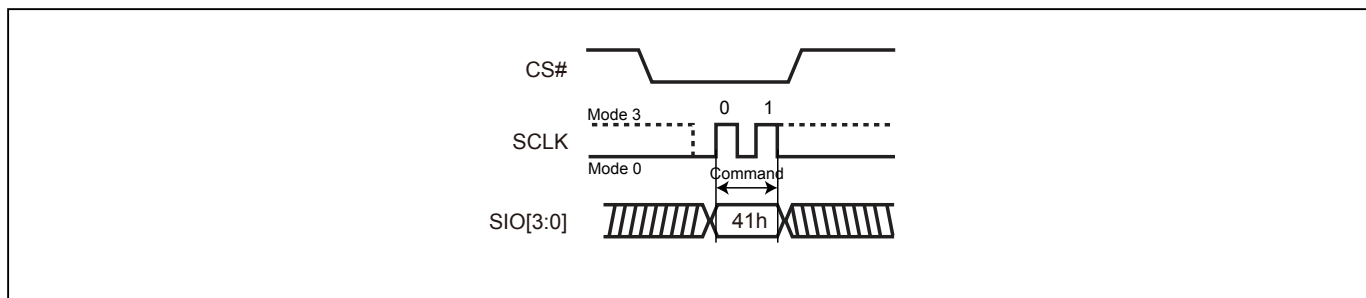 CS#
Mode 3
0 1
SCLK
Mode 0
Command
SIO[3:0]
41h